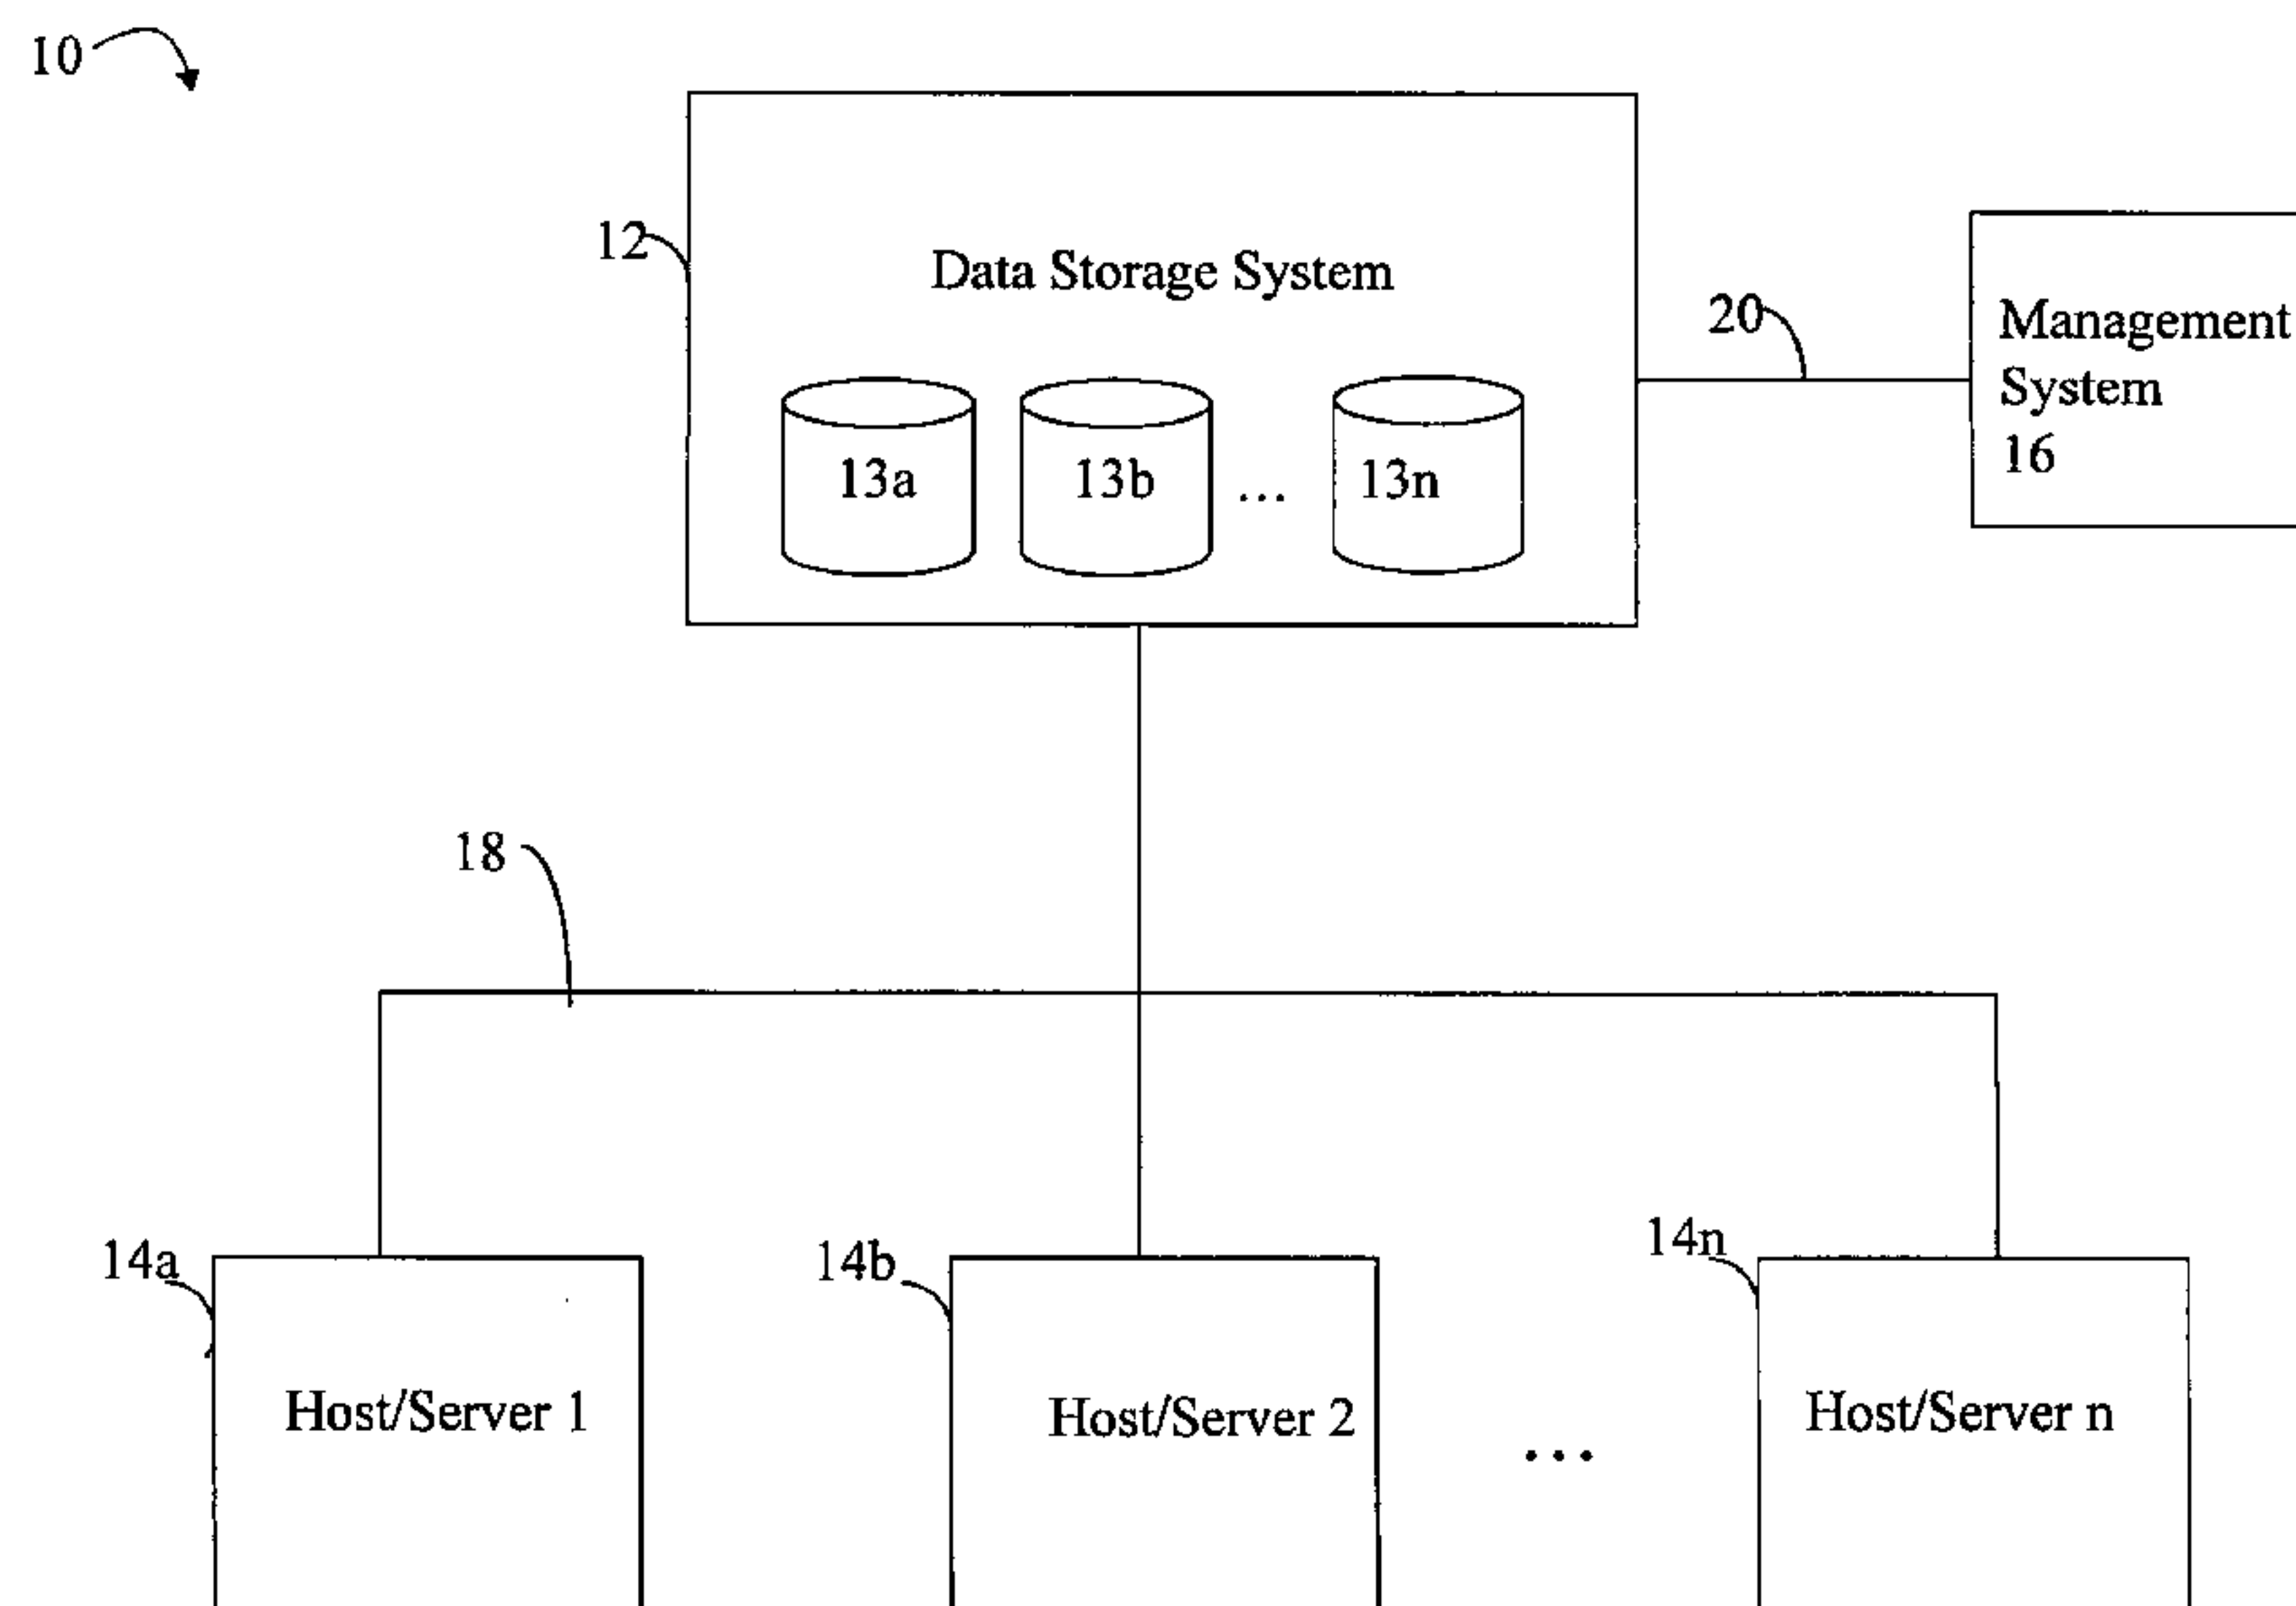 10
12
Data Storage System
13a
13b
...
13n
20
Management
System
16
18
14a
Host/Server 1
14b
Host/Server 2
...
14n
Host/Server n